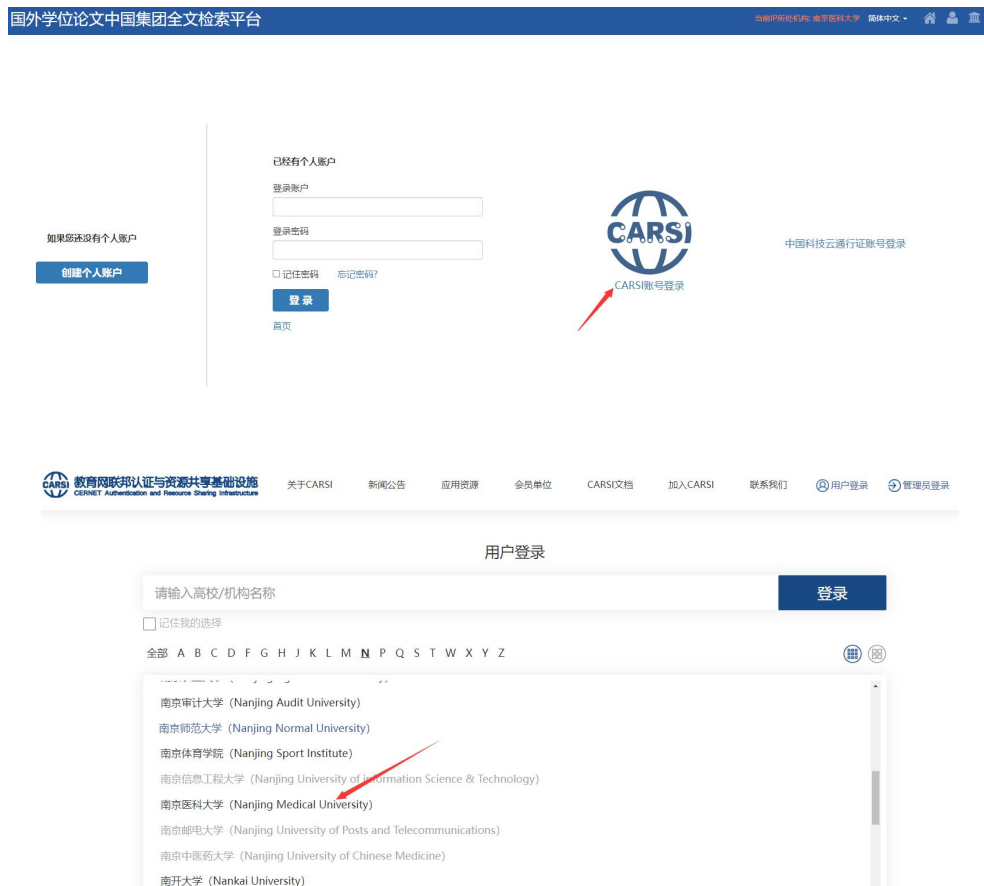 国外学位论文中国集团全文检索平台
当前IP所处机构: 南京医科大学 简体中文
已经有个人账户
登录账户
登录密码
如果您还没有个人账户
创建个人账户
记住密码 忘记密码?
登 录
首页
CARSI
CARSI账号登录
中国科技云通行证账号登录
CARSI 教育网联邦认证与资源共享基础设施
CERNET Authentication and Resource Sharing Infrastructure
关于CARSI 新闻公告 应用资源 会员单位 CARSI文档 加入CARSI 联系我们 用户登录 管理员登录
用户登录
请输入高校/机构名称 登录
记住我的选择
全部 A B C D F G H J K L M N P Q S T W X Y Z
南京审计大学（Nanjing Audit University)
南京师范大学（Nanjing Normal University)
南京体育学院（Nanjing Sport Institute)
南京信息工程大学（Nanjing University of Information Science & Technology)
南京医科大学（Nanjing Medical University)
南京邮电大学（Nanjing University of Posts and Telecommunications)
南京中医药大学（Nanjing University of Chinese Medicine)
南开大学（Nankai University)